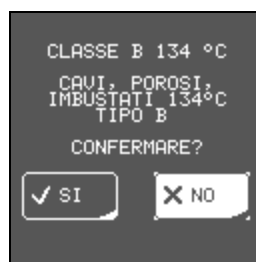 CLASSE B 134 °C
CAVI, POROSI,
IMBUSTATI 134°C
TIPO B
CONFERMARE?
SI
NO